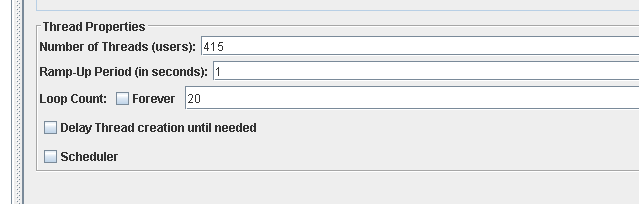 Thread Properties
Number of Threads (users): 415
Ramp-Up Period (in seconds): 1
Loop Count: Forever 20
Delay Thread creation until needed
Scheduler